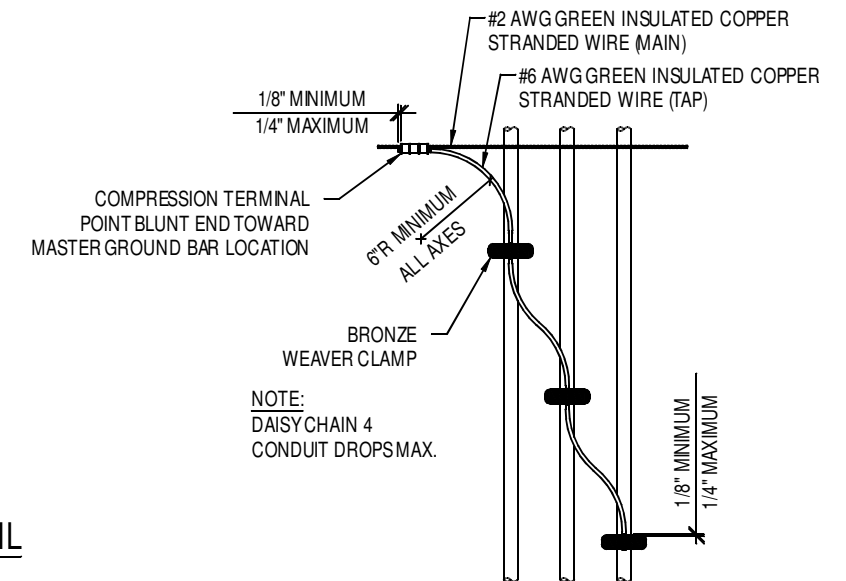 #2 AWG GREEN INSULATED COPPER
STRANDED WIRE (MAIN)
#6 AWG GREEN INSULATED COPPER
STRANDED WIRE (TAP)
1/8" MINIMUM
1/4" MAXIMUM
COMPRESSION TERMINAL
POINT BLUNT END TOWARD
MASTER GROUND BAR LOCATION
6"R MINIMUM
ALL AXES
BRONZE
WEAVER CLAMP
NOTE:
DAISY CHAIN 4
CONDUIT DROPS MAX.
1/8" MINIMUM
1/4" MAXIMUM
IL